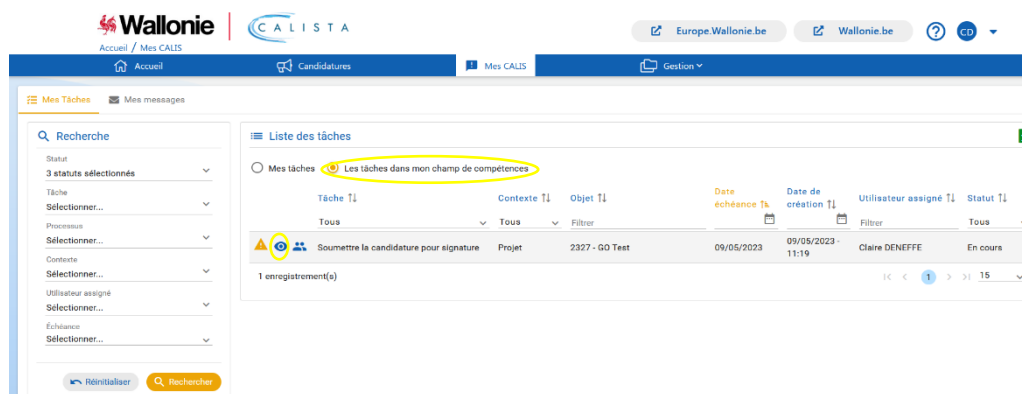 Wallonie
CALISTA
Europe.Wallonie.be
Wallonie.be
CD
Accueil / Mes CALIS
Accueil
Candidatures
Mes CALIS
Gestion
Mes Tâches
Mes messages
Recherche
Statut
3 statuts sélectionnés
Tâche
Sélectionner...
Processus
Sélectionner...
Contexte
Sélectionner...
Utilisateur assigné
Sélectionner...
Échéance
Sélectionner...
Réinitialiser
Rechercher
Liste des tâches
Mes tâches
Les tâches dans mon champ de compétences
Tâche
Contexte
Objet
Date échéance
Date de création
Utilisateur assigné
Statut
Tous
Tous
Filtrer
Filtrer
Tous
Soumettre la candidature pour signature
Projet
2327 - GO Test
09/05/2023
09/05/2023 -
11:19
Claire DENEFFE
En cours
1 enregistrement(s)
1
15